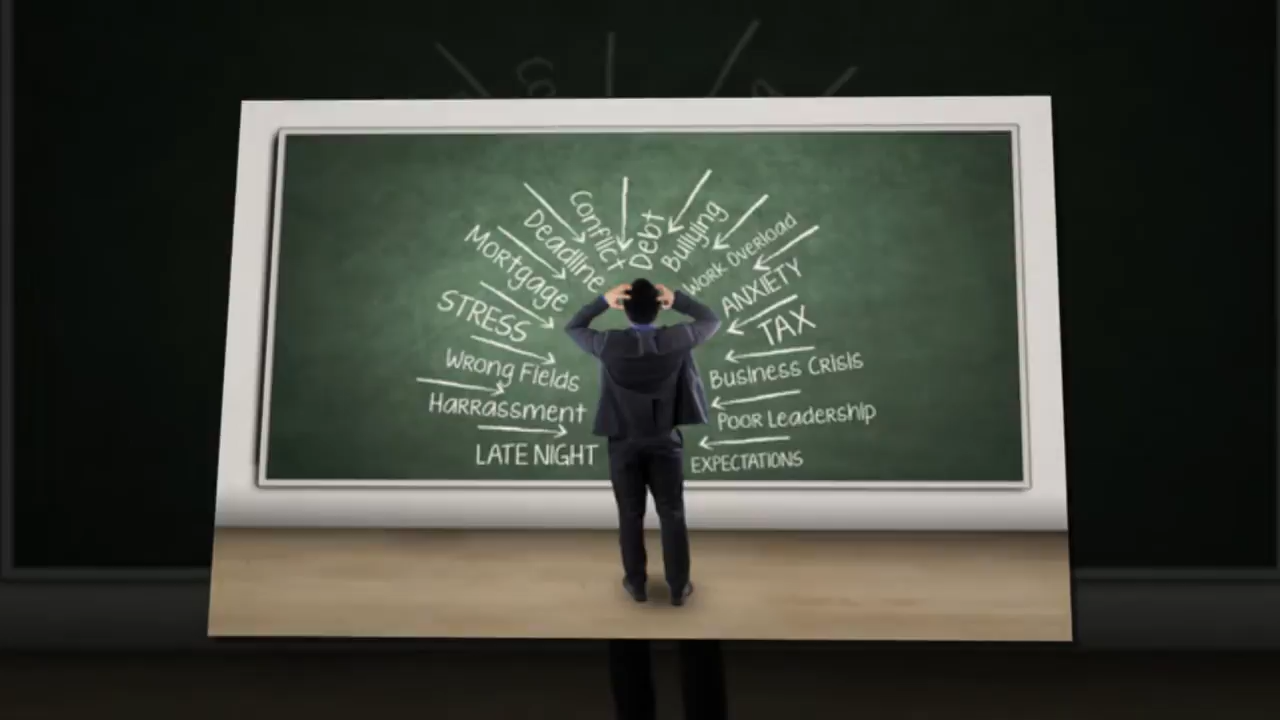 Conflict
Debt
Bullying
Deadline
Work Overload
Mortgage
ANXIETY
STRESS
TAX
Wrong Fields
Business Crisis
Harrassment
Poor Leadership
LATE NIGHT
EXPECTATIONS